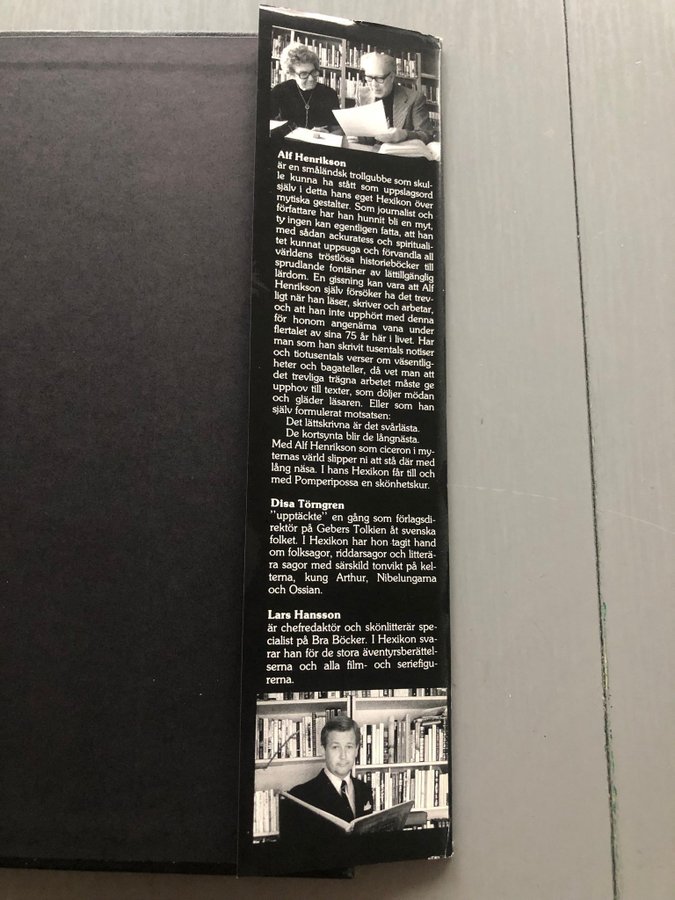 Alf Henrikson
är en småländsk trollgubbe som skul-
le kunna ha stått som uppslagsord
själv i detta hans eget Hexikon över
mytiska gestalter. Som journalist och
författare har han hunnit bli en myt,
ty ingen kan egentligen fatta, att han
med sådan ackuratess och spirituali-
tet kunnat uppsuga och förvandla all
världens tröstlösa historieböcker till
sprudlande fontäner av lättillgänglig
lärdom. En gissning kan vara att Alf
Henrikson själv försöker ha det trev-
ligt när han läser, skriver och arbetar,
och att han inte upphört med denna
för honom angenäma vana under
flertalet av sina 75 år här i livet. Har
man som han skrivit tusentals notiser
och tiotusentals verser om väsentlig-
heter och bagateller, då vet man att
det trevliga trägna arbetet måste ge
upphov till texter, som döljer mödan
och gläder läsaren. Eller som han
själv formulerat motsatsen:
Det lättskrivna är det svårlästa.
De kortsynta blir de långnästa.
Med Alf Henrikson som ciceron i my-
ternas värld slipper ni att stå där med
lång näsa. I hans Hexikon får till och
med Pomperipossa en skönhetskur.
Disa Törngren
"upptäckte" en gång som förlagsdi-
rektör på Gebers Tolkien åt svenska
folket. I Hexikon har hon tagit hand
om folksagor, riddarsagor och litterä-
ra sagor med särskild tonvikt på kel-
terna, kung Arthur, Nibelungarna
och Ossian.
Lars Hansson
är chefredaktör och skönlitterär spe-
cialist på Bra Böcker. I Hexikon sva-
rar han för de stora äventyrsberättel-
serna och alla film- och seriefigu-
rerna.